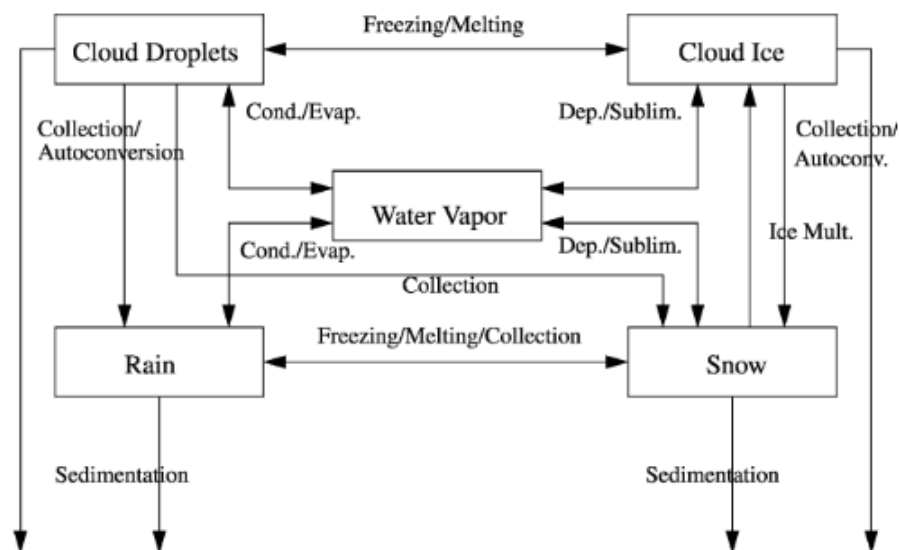 Freezing/Melting
Cloud Droplets
Cloud Ice
Cond./Evap.
Dep./Sublim.
Collection/
Autoconversion
Collection/
Autoconv.
Water Vapor
Ice Mult.
Cond./Evap.
Dep./Sublim.
Collection
Freezing/Melting/Collection
Rain
Snow
Sedimentation
Sedimentation